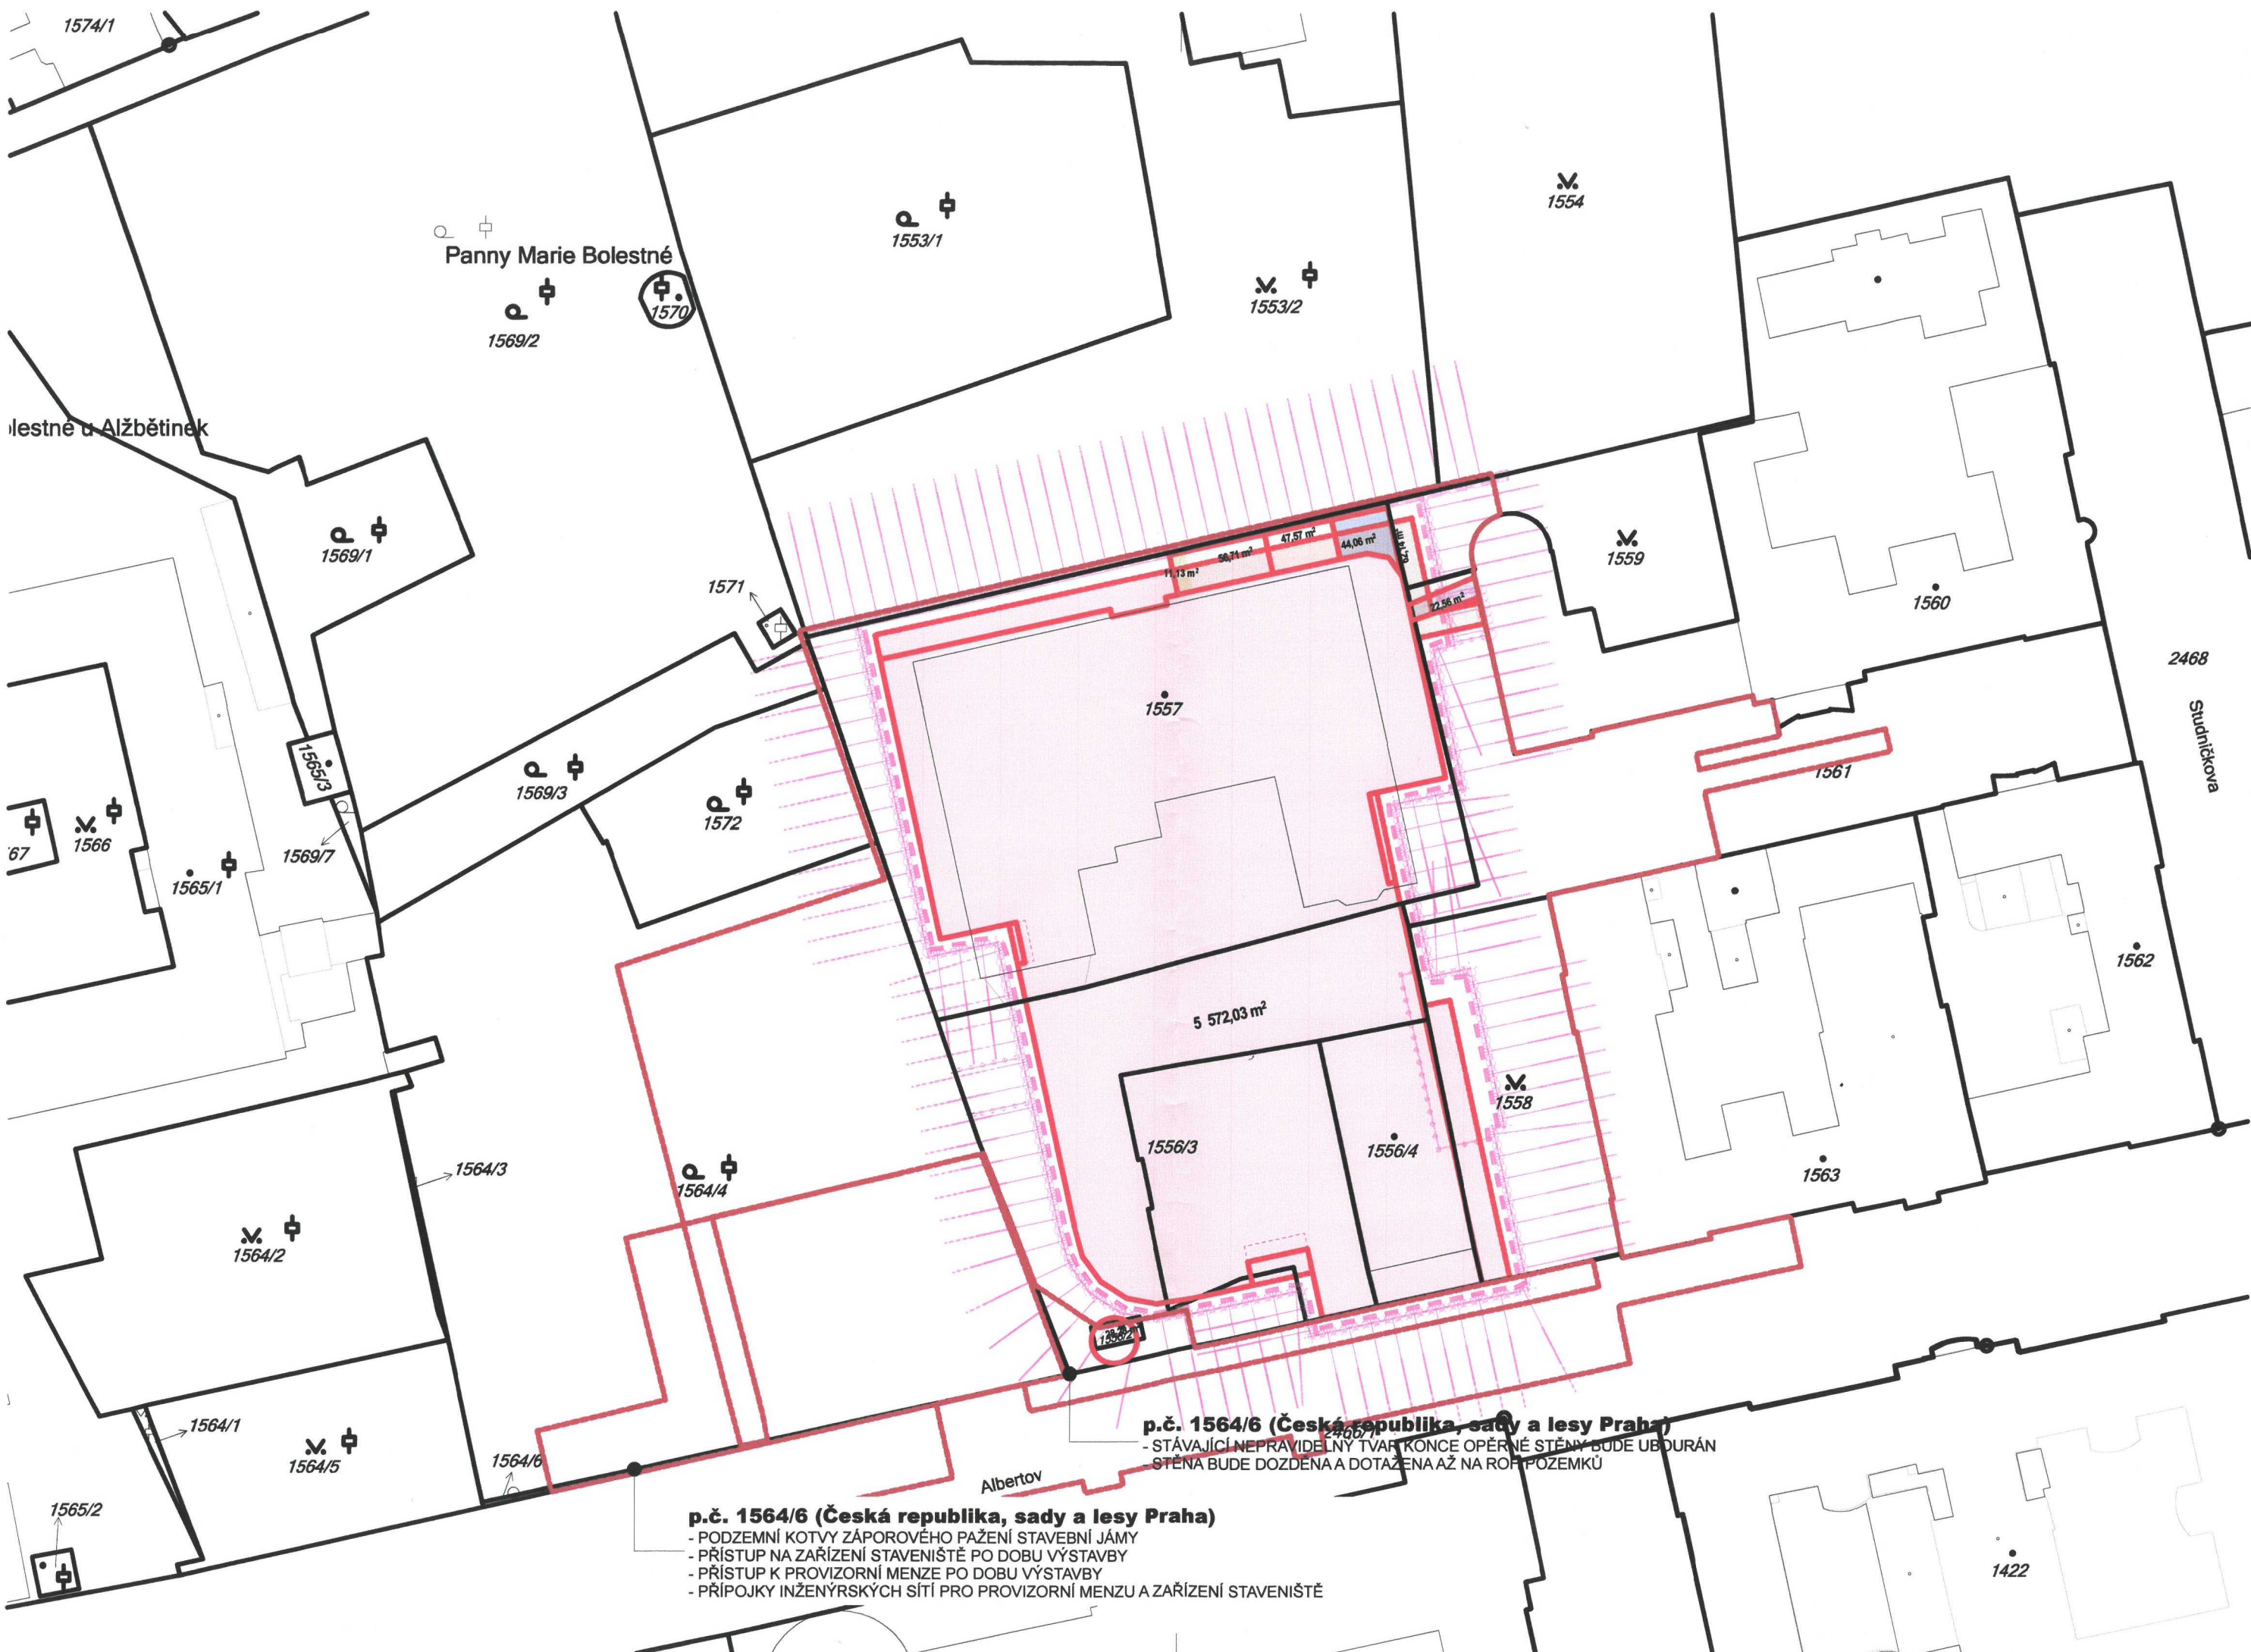 1574/1
1554
1553/1
Panny Marie Bolestné
1570
1553/2
1569/2
olestné u Alžbětinek
1569/1
1559
47,57 m²
56,71 m²
44,06 m²
11,13 m²
22,56 m²
1571
1560
2468
Studničkova
1557
1565/3
1569/3
1572
1561
67
1566
1569/7
1565/1
1562
5 572,03 m²
1558
1556/3
1556/4
1564/3
1563
1564/4
1564/2
1564/1
1564/5
1564/6
p.č. 1564/6 (Česká republika, sady a lesy Praha)
2466/1
- STÁVAJÍCÍ NEPRAVIDELNÝ TVAR KONCE OPĚRNÉ STĚNY BUDE UBOURÁN
- STĚNA BUDE DOZDĚNA A DOTAŽENA AŽ NA ROH POZEMKŮ
Albertov
1565/2
p.č. 1564/6 (Česká republika, sady a lesy Praha)
- PODZEMNÍ KOTVY ZÁPOROVÉHO PAŽENÍ STAVEBNÍ JÁMY
- PŘÍSTUP NA ZAŘÍZENÍ STAVENIŠTĚ PO DOBU VÝSTAVBY
- PŘÍSTUP K PROVIZORNÍ MENZE PO DOBU VÝSTAVBY
- PŘÍPOJKY INŽENÝRSKÝCH SÍTÍ PRO PROVIZORNÍ MENZU A ZAŘÍZENÍ STAVENIŠTĚ
1422